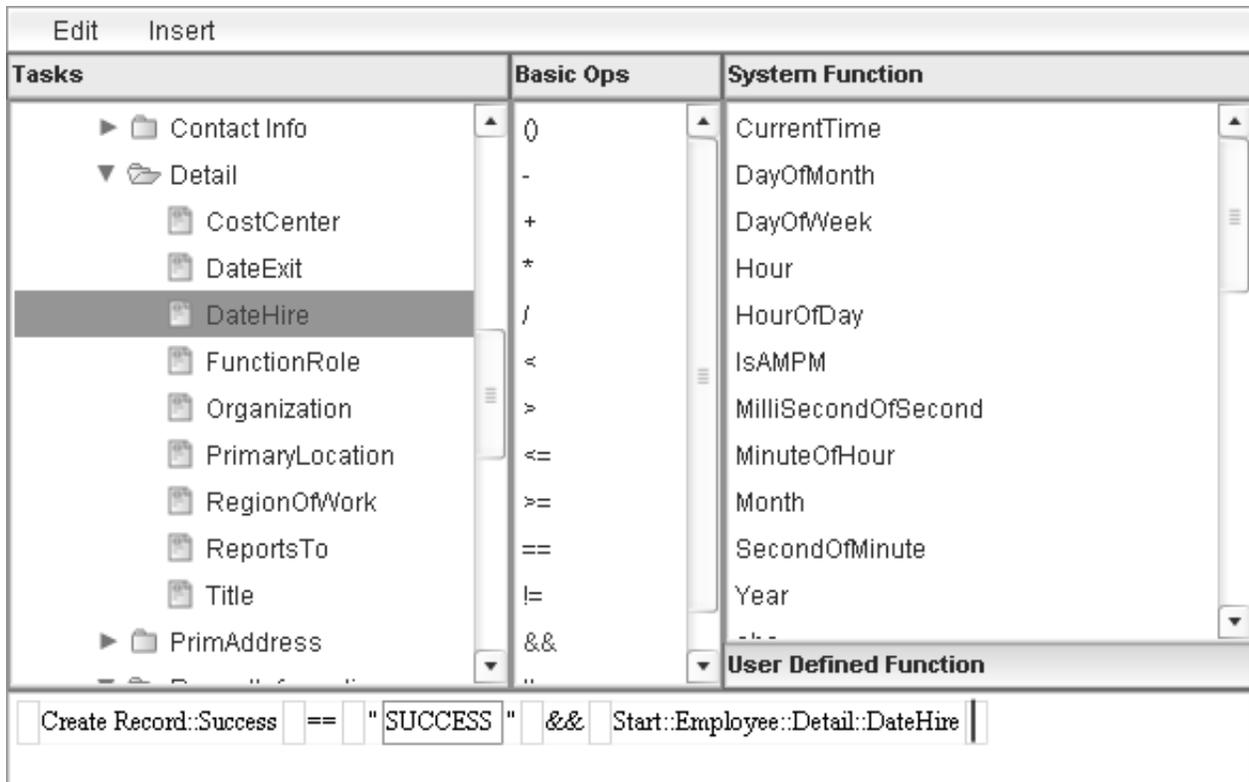 Edit Insert
Tasks
Contact Info
Detail
CostCenter
DateExit
DateHire
FunctionRole
Organization
PrimaryLocation
RegionOfWork
ReportsTo
Title
PrimAddress
Basic Ops
()
-
+
*
/
<
>
<=
>=
==
!=
&&
System Function
CurrentTime
DayOfMonth
DayOfWeek
Hour
HourOfDay
IsAMPM
MilliSecondOfSecond
MinuteOfHour
Month
SecondOfMinute
Year
User Defined Function
Create Record::Success == " SUCCESS " && Start::Employee::Detail::DateHire